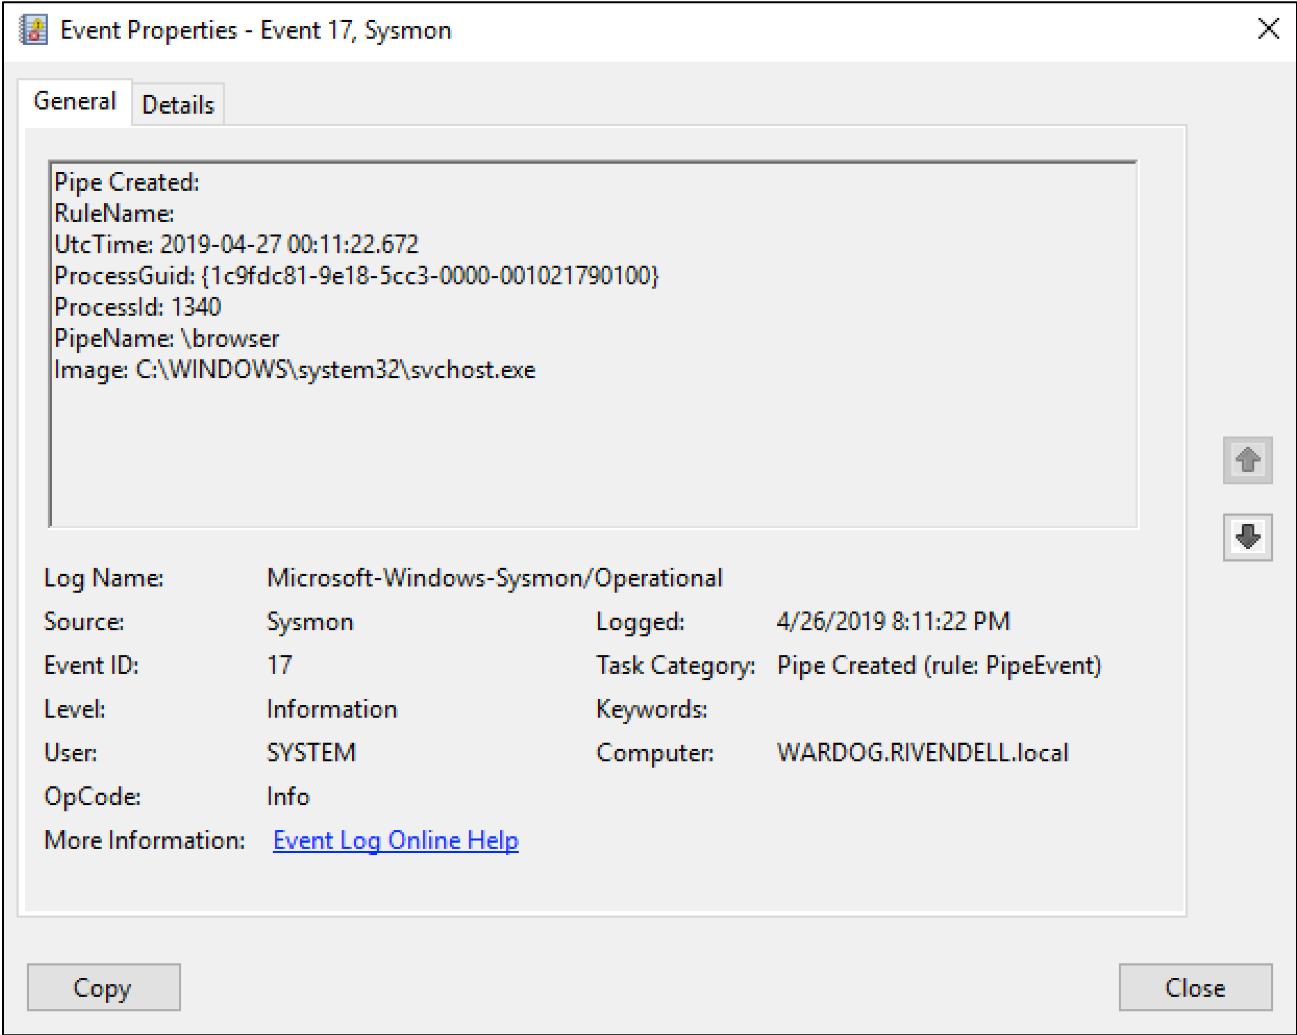 Event Properties - Event 17, Sysmon
General
Details
Pipe Created:
RuleName:
UtcTime: 2019-04-27 00:11:22.672
ProcessGuid: {1c9fdc81-9e18-5cc3-0000-001021790100}
ProcessId: 1340
PipeName: \browser
Image: C:\WINDOWS\system32\svchost.exe
Log Name: Microsoft-Windows-Sysmon/Operational
Source: Sysmon Logged: 4/26/2019 8:11:22 PM
Event ID: 17 Task Category: Pipe Created (rule: PipeEvent)
Level: Information Keywords:
User: SYSTEM Computer: WARDOG.RIVENDELL.local
OpCode: Info
More Information: Event Log Online Help
Copy
Close